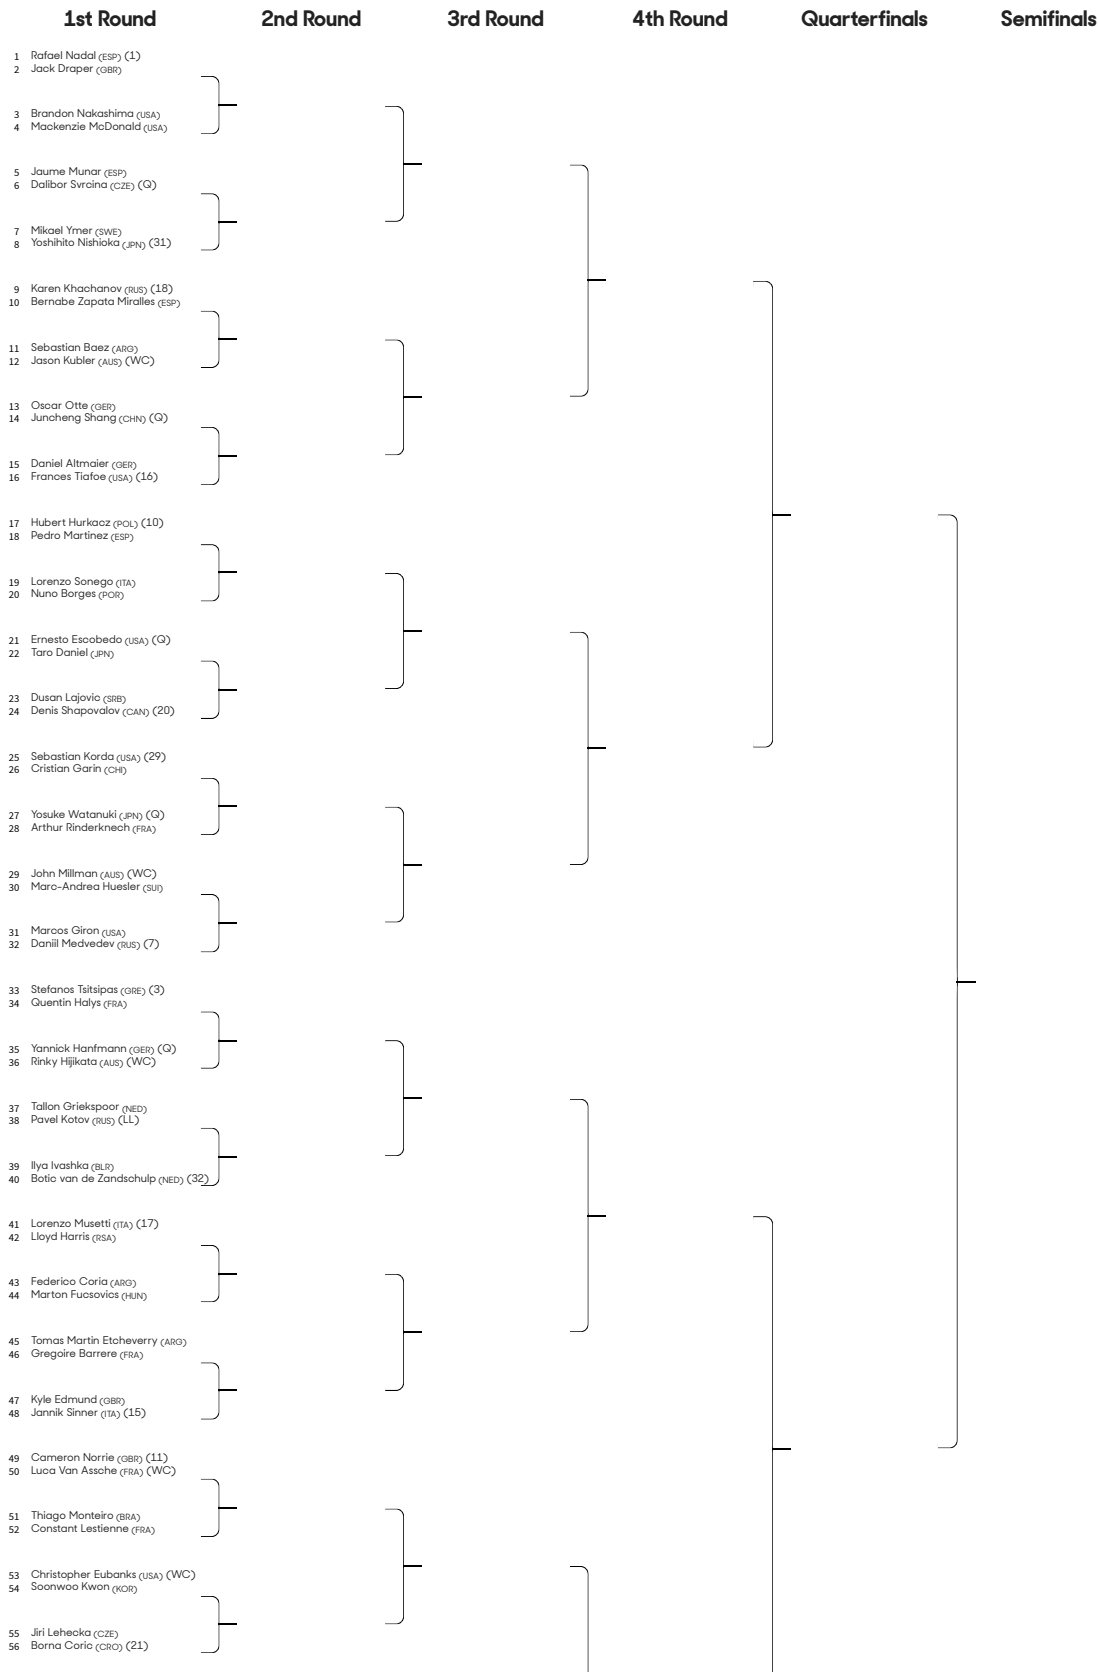 1st Round 2nd Round 3rd Round 4th Round Quarterfinals Semifinals
1 Rafael Nadal (ESP) (1)
2 Jack Draper (GBR)
3 Brandon Nakashima (USA)
4 Mackenzie McDonald (USA)
5 Jaume Munar (ESP)
6 Dalibor Svrcina (CZE) (Q)
7 Mikael Ymer (SWE)
8 Yoshihito Nishioka (JPN) (31)
9 Karen Khachanov (RUS) (18)
10 Bernabe Zapata Miralles (ESP)
11 Sebastian Baez (ARG)
12 Jason Kubler (AUS) (WC)
13 Oscar Otte (GER)
14 Juncheng Shang (CHN) (Q)
15 Daniel Altmaier (GER)
16 Frances Tiafoe (USA) (16)
17 Hubert Hurkacz (POL) (10)
18 Pedro Martinez (ESP)
19 Lorenzo Sonego (ITA)
20 Nuno Borges (POR)
21 Ernesto Escobedo (USA) (Q)
22 Taro Daniel (JPN)
23 Dusan Lajovic (SRB)
24 Denis Shapovalov (CAN) (20)
25 Sebastian Korda (USA) (29)
26 Cristian Garin (CHI)
27 Yosuke Watanuki (JPN) (Q)
28 Arthur Rinderknech (FRA)
29 John Millman (AUS) (WC)
30 Marc-Andrea Huesler (SUI)
31 Marcos Giron (USA)
32 Daniil Medvedev (RUS) (7)
33 Stefanos Tsitsipas (GRE) (3)
34 Quentin Halys (FRA)
35 Yannick Hanfmann (GER) (Q)
36 Rinky Hijikata (AUS) (WC)
37 Tallon Griekspoor (NED)
38 Pavel Kotov (RUS) (LL)
39 Ilya Ivashka (BLR)
40 Botic van de Zandschulp (NED) (32)
41 Lorenzo Musetti (ITA) (17)
42 Lloyd Harris (RSA)
43 Federico Coria (ARG)
44 Marton Fucsovics (HUN)
45 Tomas Martin Etcheverry (ARG)
46 Gregoire Barrere (FRA)
47 Kyle Edmund (GBR)
48 Jannik Sinner (ITA) (15)
49 Cameron Norrie (GBR) (11)
50 Luca Van Assche (FRA) (WC)
51 Thiago Monteiro (BRA)
52 Constant Lestienne (FRA)
53 Christopher Eubanks (USA) (WC)
54 Soonwoo Kwon (KOR)
55 Jiri Lehecka (CZE)
56 Borna Coric (CRO) (21)